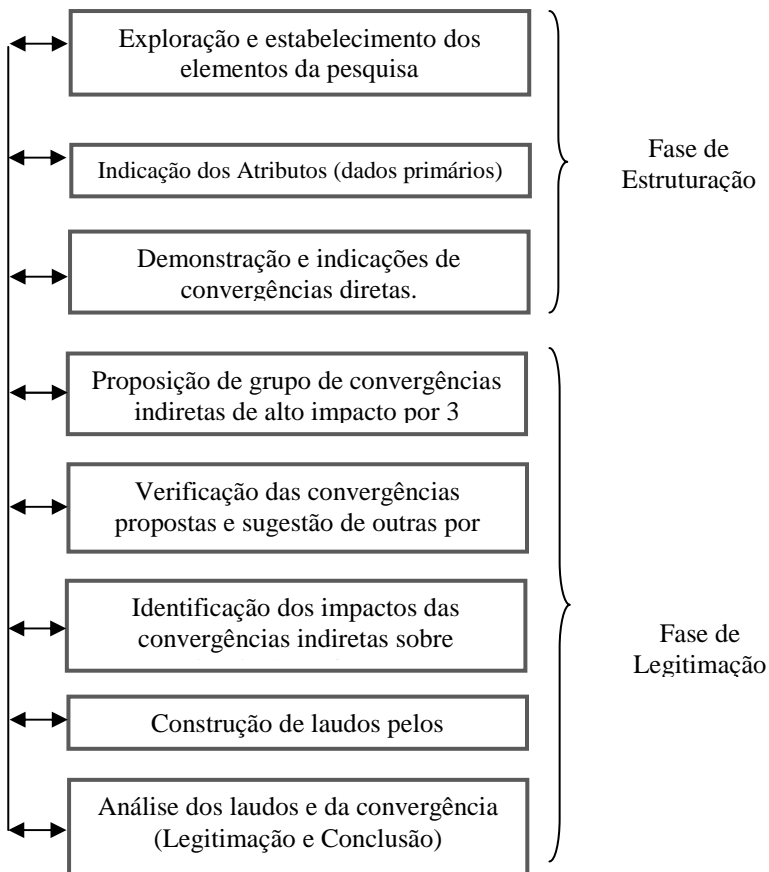 Exploração e estabelecimento dos
elementos da pesquisa
Indicação dos Atributos (dados primários)
Demonstração e indicações de
convergências diretas.
Fase de
Estruturação
Proposição de grupo de convergências
indiretas de alto impacto por 3
Verificação das convergências
propostas e sugestão de outras por
Identificação dos impactos das
convergências indiretas sobre
Construção de laudos pelos
Análise dos laudos e da convergência
(Legitimação e Conclusão)
Fase de
Legitimação